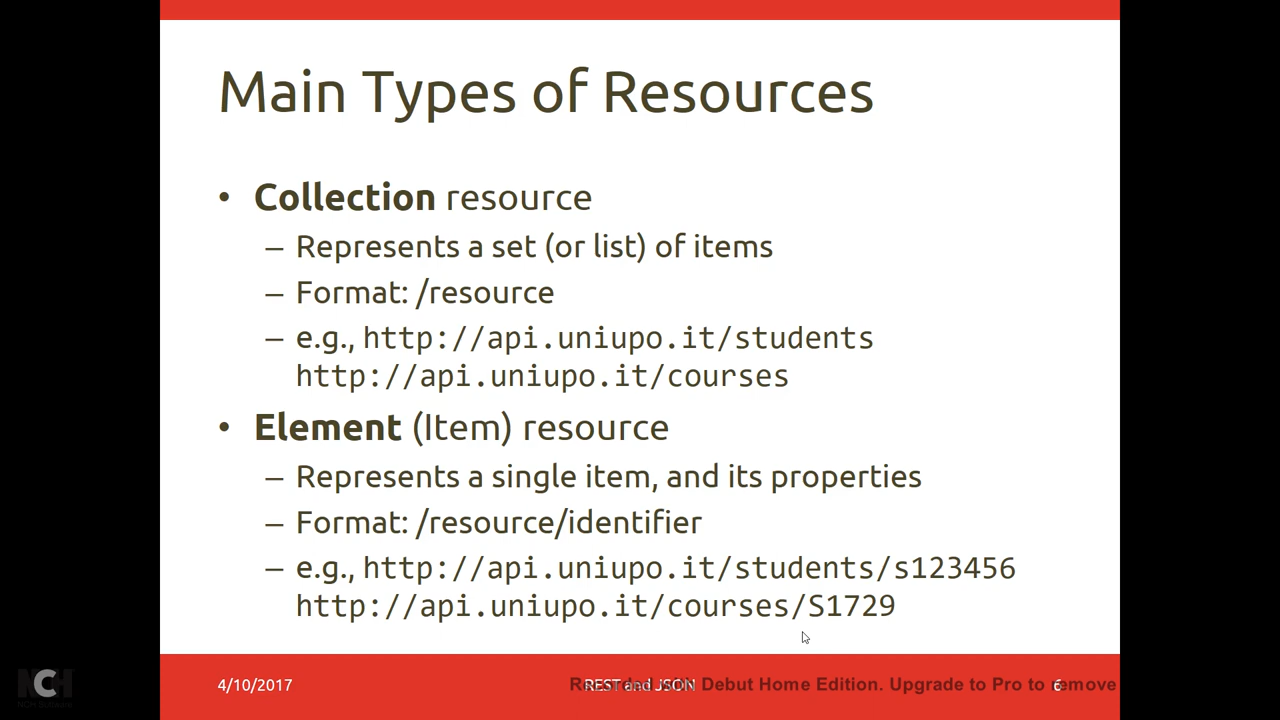 Main Types of Resources
• Collection resource
– Represents a set (or list) of items
– Format: /resource
– e.g., http://api.uniupo.it/students
http://api.uniupo.it/courses
• Element (Item) resource
– Represents a single item, and its properties
– Format: /resource/identifier
– e.g., http://api.uniupo.it/students/s123456
http://api.uniupo.it/courses/S1729
4/10/2017
REST and JSON
Debut Home Edition. Upgrade to Pro to remove
6
NCH